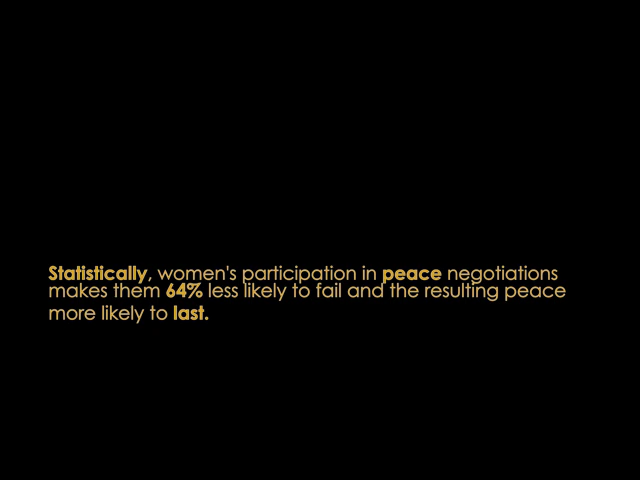 Statistically, women's participation in peace negotiations
makes them 64% less likely to fail and the resulting peace
more likely to last.